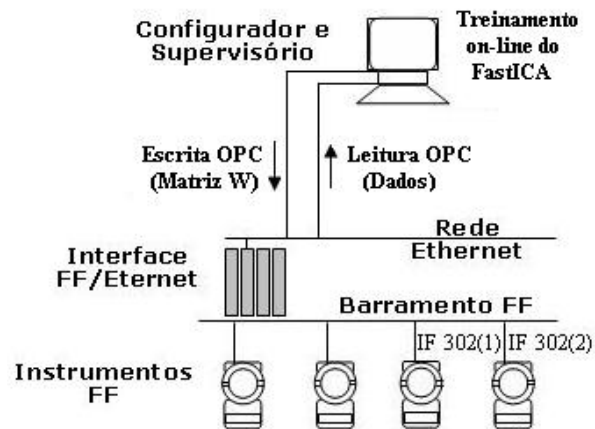 Configurador e
Supervisório
Treinamento
on-line do
FastICA
Escrita OPC
(Matriz W)
Leitura OPC
(Dados)
Rede
Ethernet
Interface
FF/Eternet
Barramento FF
IF 302(1)
IF 302(2)
Instrumentos
FF